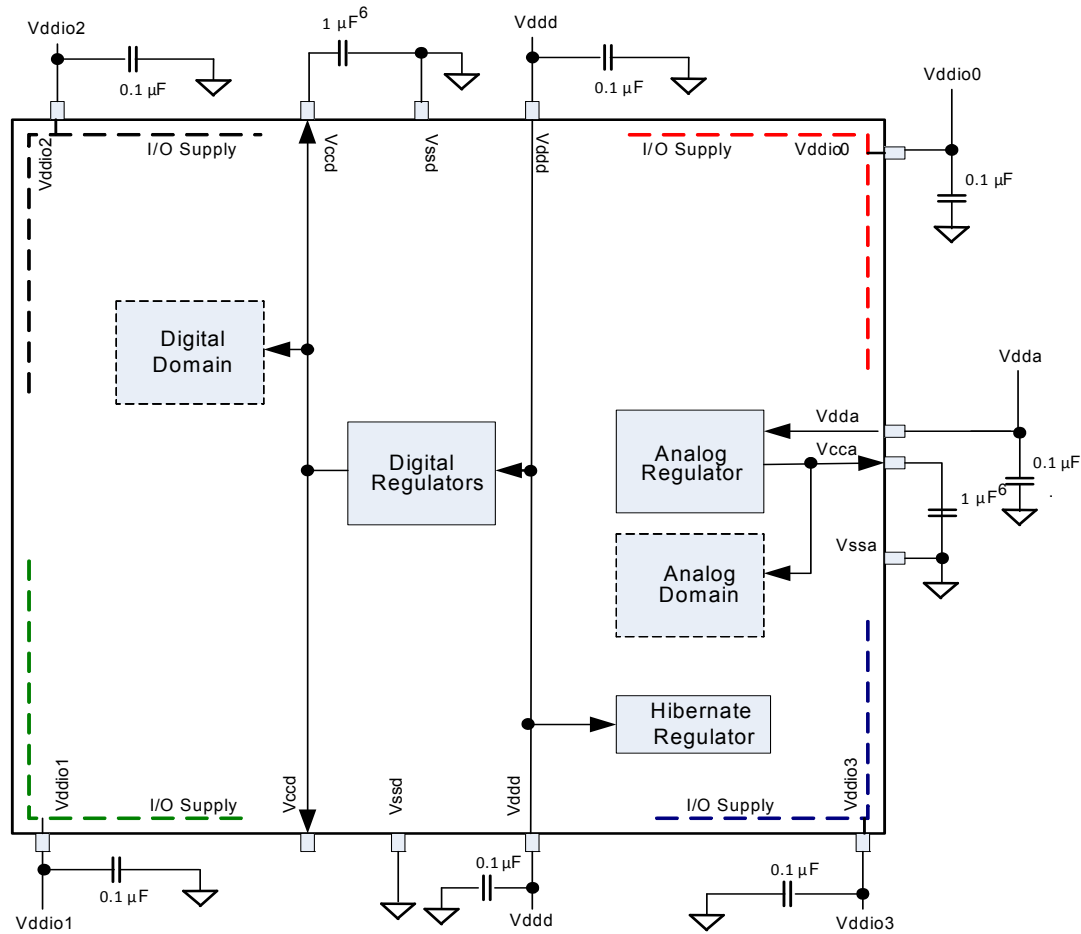 Vddio2
1 µF6
Vddd
0.1 µF
0.1 µF
Vddio0
I/O Supply
I/O Supply
Vddio0
Vddio2
Vccd
Vssd
Vddd
0.1 µF
Digital
Domain
Vdda
Vdda
Vcca
Digital
Regulators
Analog
Regulator
0.1 µF
.
1 µF6
Vssa
Analog
Domain
Hibernate
Regulator
Vddio1
Vccd
Vssd
Vddd
Vddio3
I/O Supply
I/O Supply
0.1 µF
0.1 µF
0.1 µF
Vddio1
Vddd
Vddio3